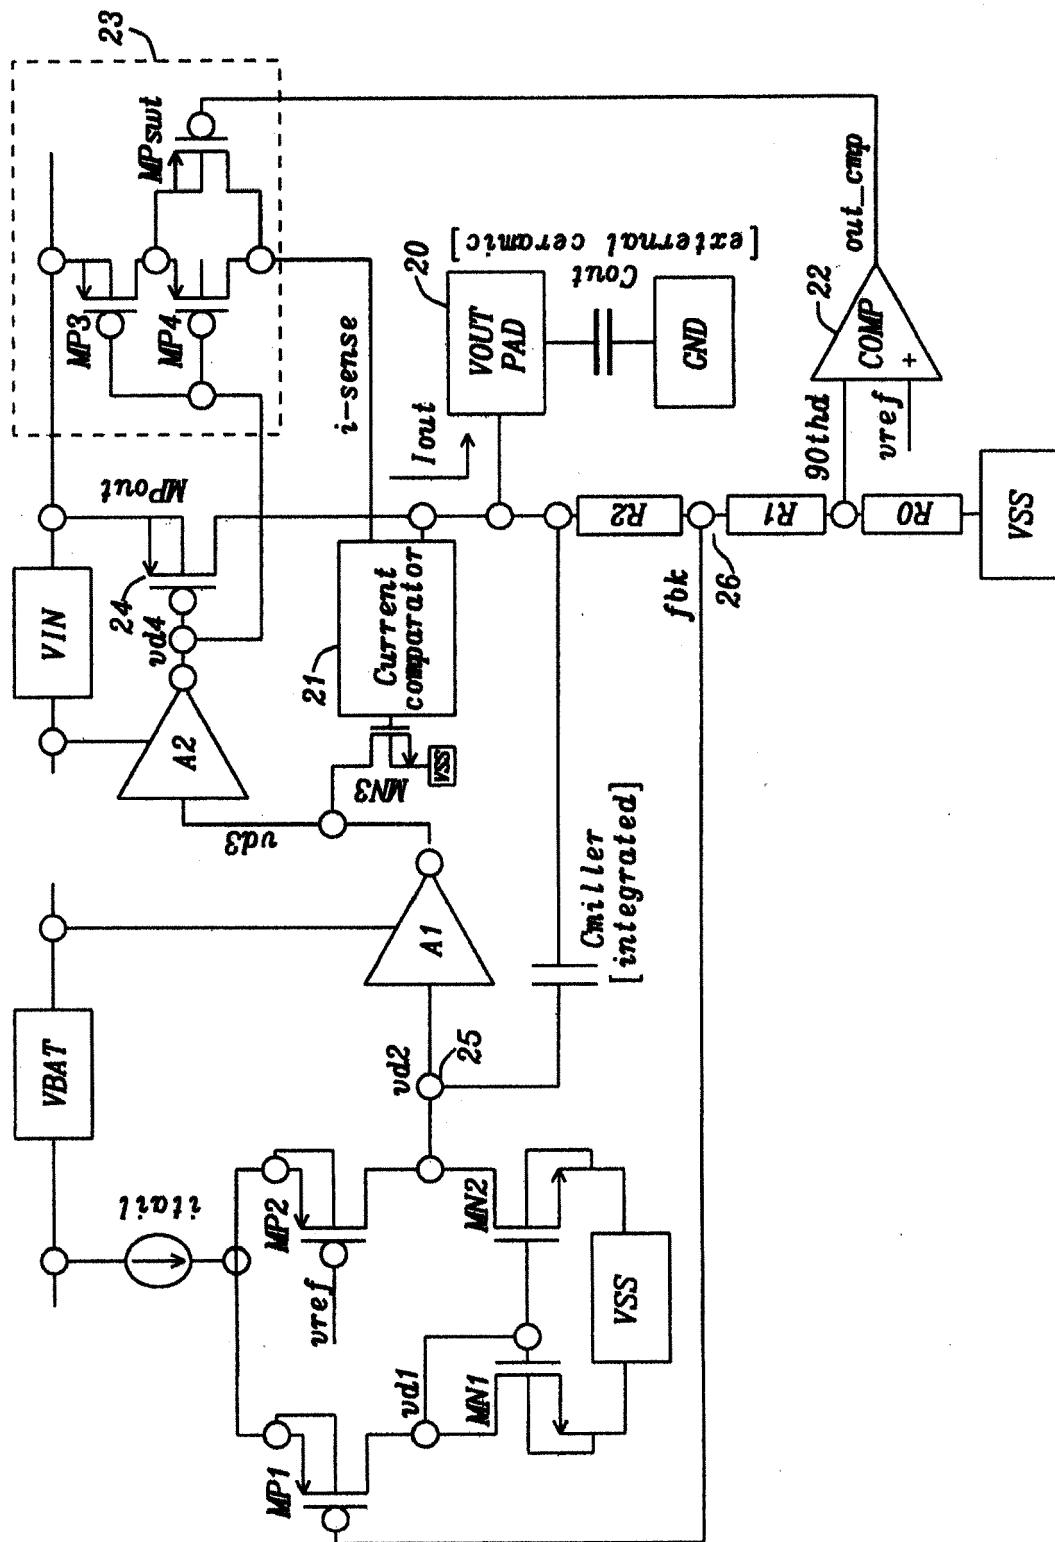 VBAT
itail
MP1
MP2
vref
vd1
MN1
MN2
VSS
vd2
25
A1
Cmiller
[integrated]
vd3
A2
VIN
vd4
24
MPout
MN3
VSS
21
Current
comparator
i-sense
23
MP3
MP4
MPswt
Iout
20
VOUT
PAD
Cout
[external ceramic]
GND
fbk
26
R2
R1
R0
VSS
90thd
vref
COMP
+
22
out_cmp